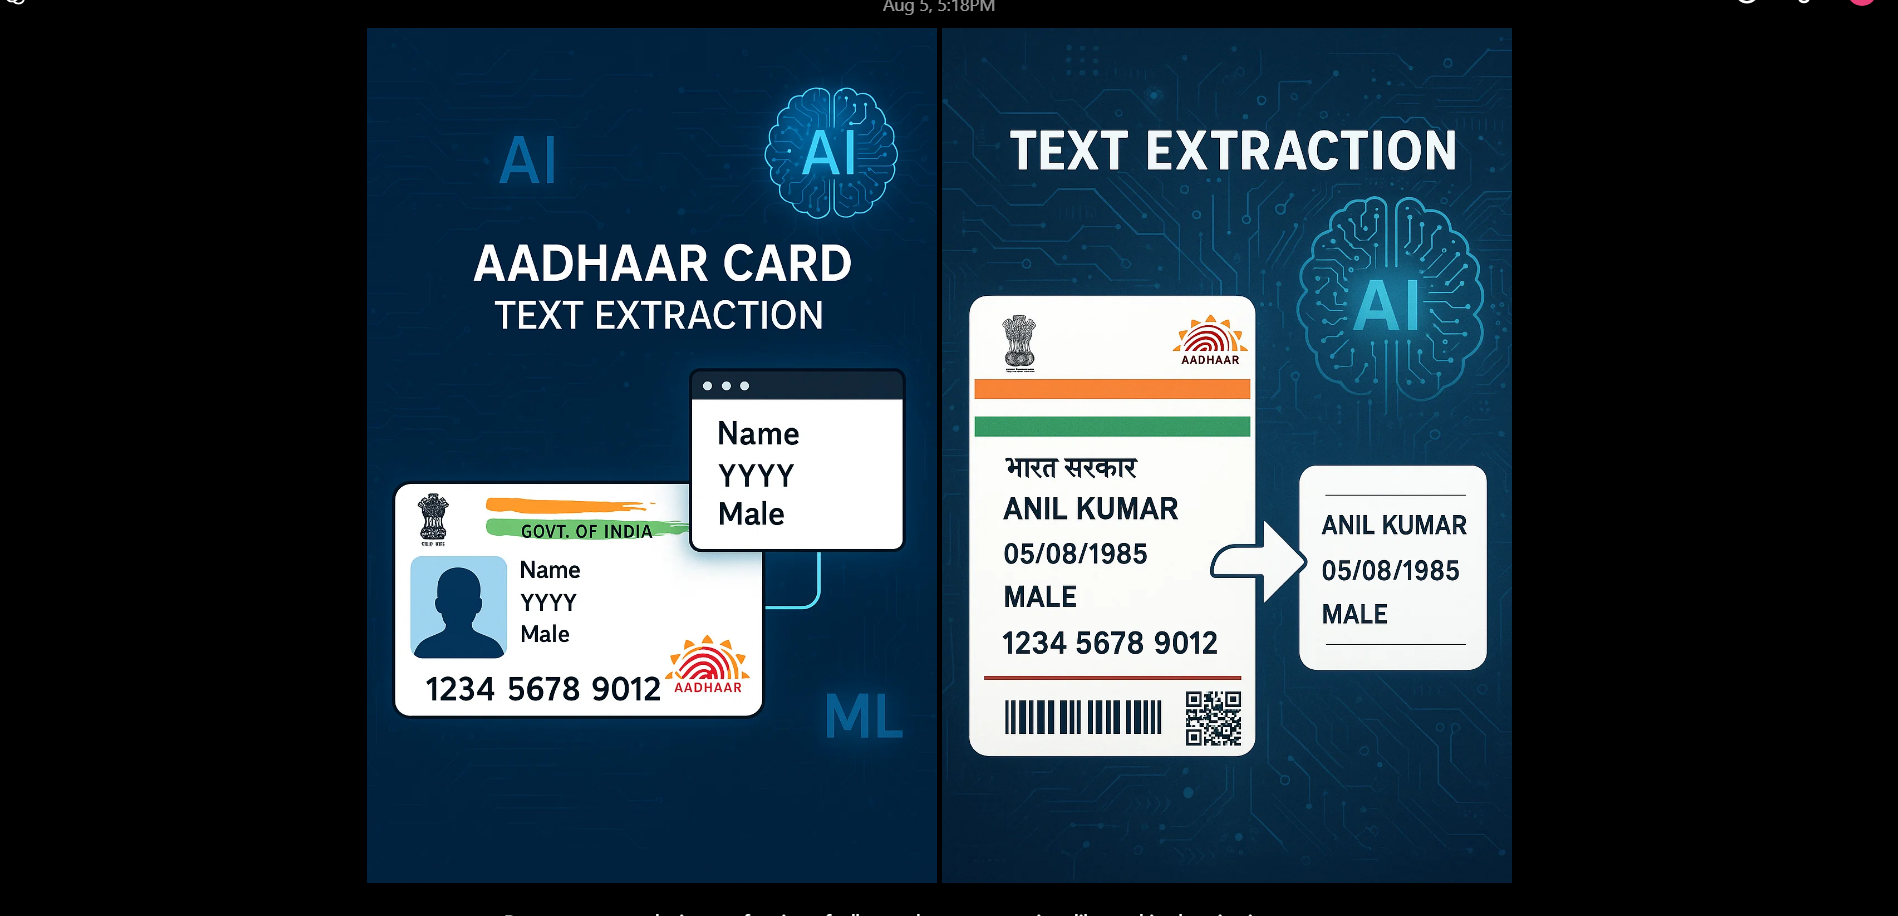 Aug 5, 5:18PM
AI
AI
AADHAAR CARD
TEXT EXTRACTION
Name
YYYY
Male
GOVT. OF INDIA
Name
YYYY
Male
1234 5678 9012
AADHAAR
ML
TEXT EXTRACTION
AI
AADHAAR
भारत सरकार
ANIL KUMAR
05/08/1985
MALE
1234 5678 9012
ANIL KUMAR
05/08/1985
MALE